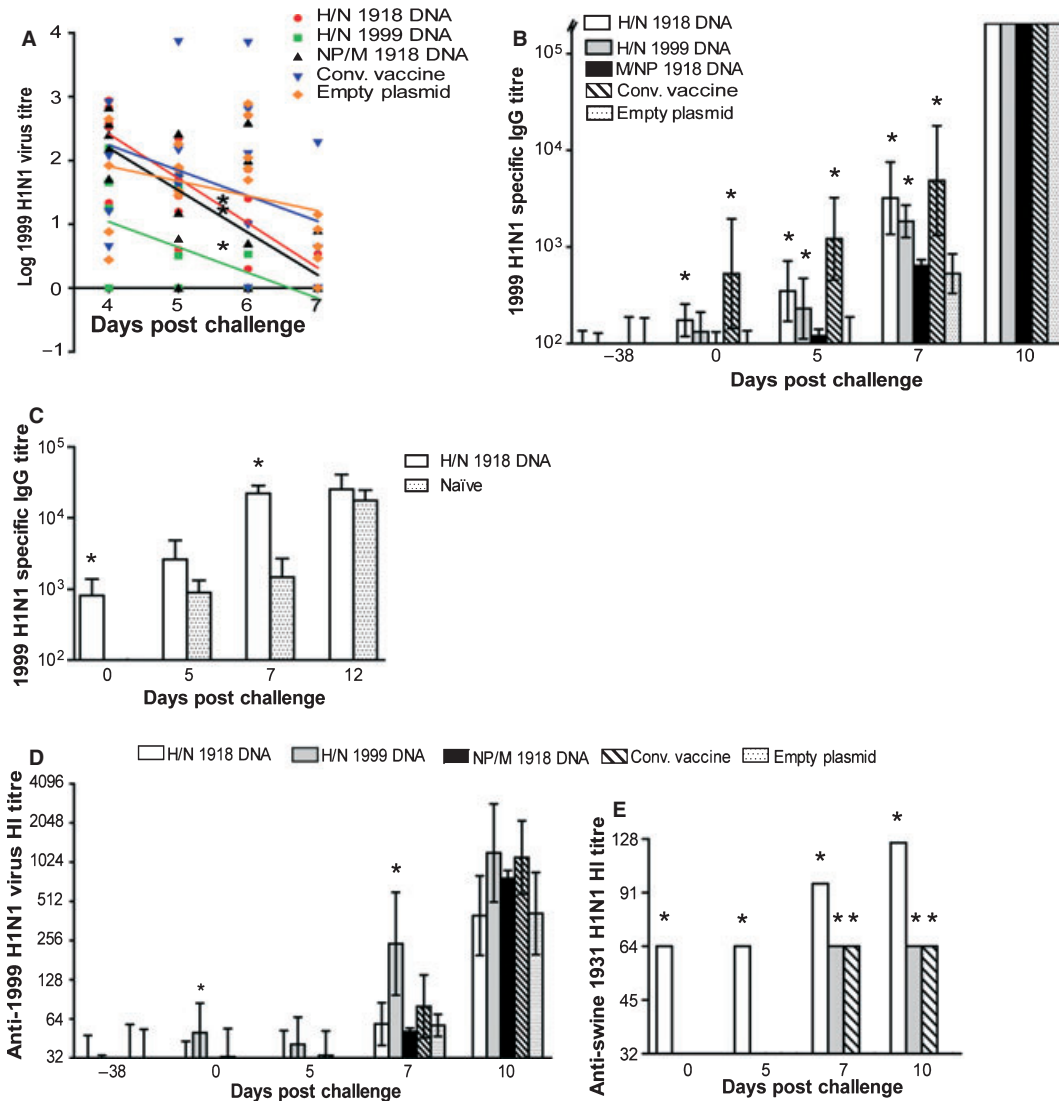 A
H/N 1918 DNA
H/N 1999 DNA
NP/M 1918 DNA
Conv. vaccine
Empty plasmid
Log 1999 H1N1 virus titre
4
3
2
1
0
−1
*
*
*
4 5 6 7
Days post challenge
B
H/N 1918 DNA
H/N 1999 DNA
M/NP 1918 DNA
Conv. vaccine
Empty plasmid
1999 H1N1 specific IgG titre
10⁵
10⁴
10³
10²
* * * * * * * *
−38 0 5 7 10
Days post challenge
C
H/N 1918 DNA
Naïve
1999 H1N1 specific IgG titre
10⁵
10⁴
10³
10²
* *
0 5 7 12
Days post challenge
D
H/N 1918 DNA H/N 1999 DNA NP/M 1918 DNA Conv. vaccine Empty plasmid
Anti-1999 H1N1 virus HI titre
4096
2048
1024
512
256
128
64
32
* *
−38 0 5 7 10
Days post challenge
E
Anti-swine 1931 H1N1 HI titre
128
91
64
45
32
* * * * * * * *
0 5 7 10
Days post challenge